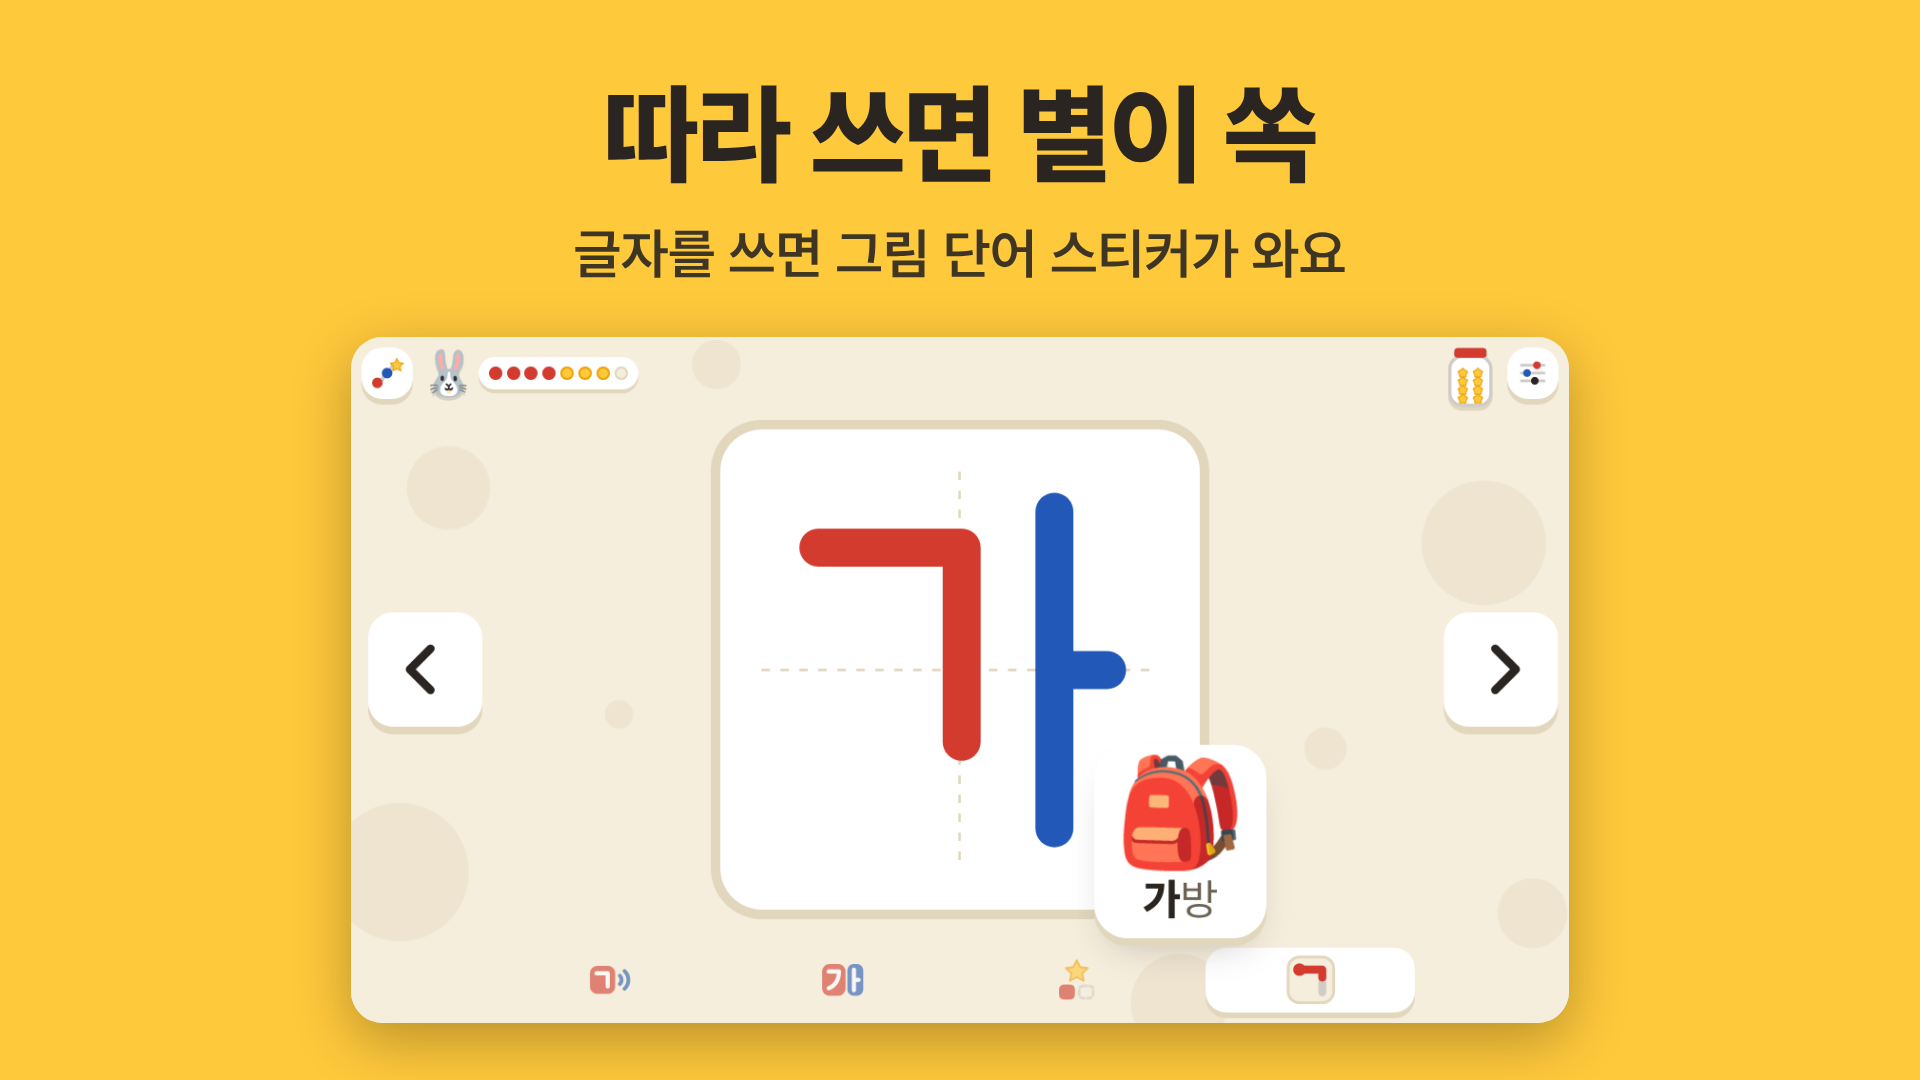 따라 쓰면 별이 쏙
글자를 쓰면 그림 단어 스티커가 와요
가
가방
ㄱ
가
ㄱ